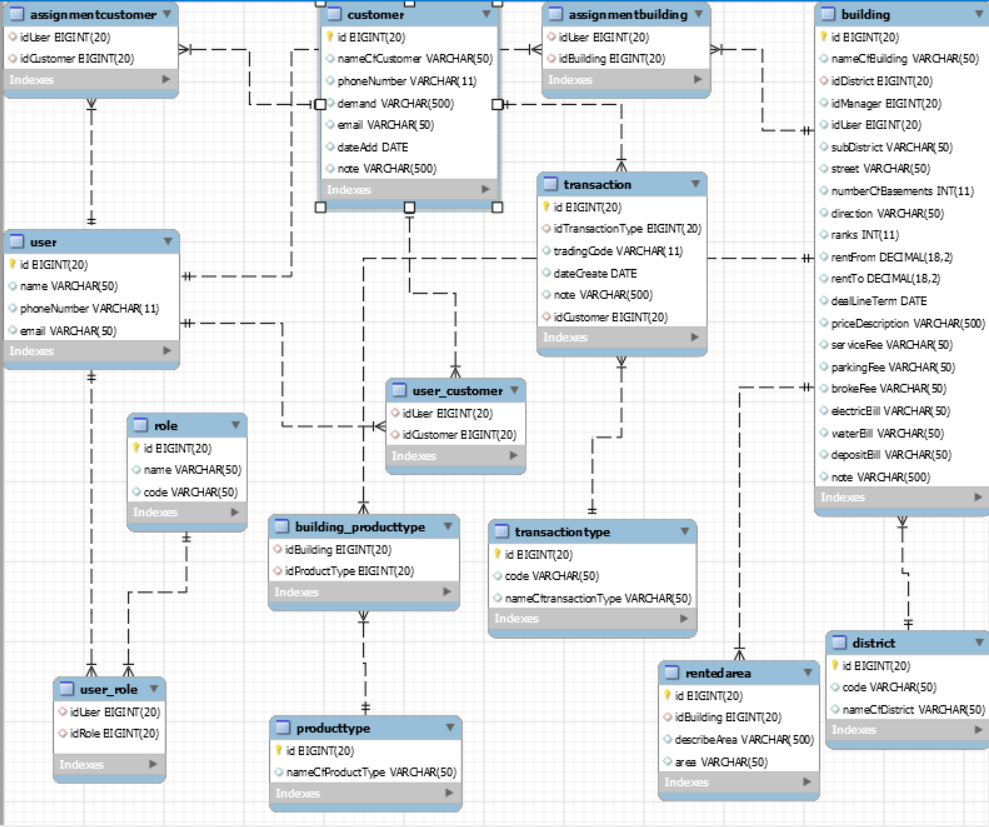 assignmentcustomer
idUser BIGINT(20)
idCustomer BIGINT(20)
Indexes
customer
id BIGINT(20)
nameOfCustomer VARCHAR(50)
phoneNumber VARCHAR(11)
demand VARCHAR(500)
email VARCHAR(50)
dateAdd DATE
note VARCHAR(500)
Indexes
assignmentbuilding
idUser BIGINT(20)
idBuilding BIGINT(20)
Indexes
building
id BIGINT(20)
nameOfBuilding VARCHAR(50)
idDistrict BIGINT(20)
idManager BIGINT(20)
idUser BIGINT(20)
subDistrict VARCHAR(50)
street VARCHAR(50)
numberOfBasements INT(11)
direction VARCHAR(50)
ranks INT(11)
rentFrom DECIMAL(18,2)
rentTo DECIMAL(18,2)
dealLineTerm DATE
priceDescription VARCHAR(500)
serviceFee VARCHAR(50)
parkingFee VARCHAR(50)
brokeFee VARCHAR(50)
electricBill VARCHAR(50)
waterBill VARCHAR(50)
depositBill VARCHAR(50)
note VARCHAR(500)
Indexes
transaction
id BIGINT(20)
idTransactionType BIGINT(20)
tradingCode VARCHAR(11)
dateCreate DATE
note VARCHAR(500)
idCustomer BIGINT(20)
Indexes
user
id BIGINT(20)
name VARCHAR(50)
phoneNumber VARCHAR(11)
email VARCHAR(50)
Indexes
user_customer
idUser BIGINT(20)
idCustomer BIGINT(20)
Indexes
role
id BIGINT(20)
name VARCHAR(50)
code VARCHAR(50)
Indexes
building_producttype
idBuilding BIGINT(20)
idProductType BIGINT(20)
Indexes
transactiontype
id BIGINT(20)
code VARCHAR(50)
nameOftransactionType VARCHAR(50)
Indexes
district
id BIGINT(20)
code VARCHAR(50)
nameOfDistrict VARCHAR(50)
Indexes
rentedarea
id BIGINT(20)
idBuilding BIGINT(20)
describeArea VARCHAR(500)
area VARCHAR(50)
Indexes
user_role
idUser BIGINT(20)
idRole BIGINT(20)
Indexes
producttype
id BIGINT(20)
nameOfProductType VARCHAR(50)
Indexes